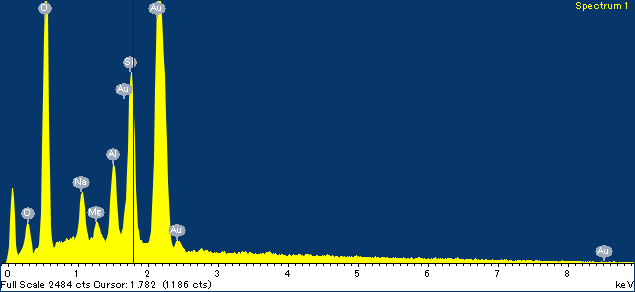 Spectrum 1
O
Au
Si
Au
Al
Na
C
Mg
Au
Au
0 1 2 3 4 5 6 7 8
Full Scale 2484 cts Cursor: 1.782 (1186 cts) keV